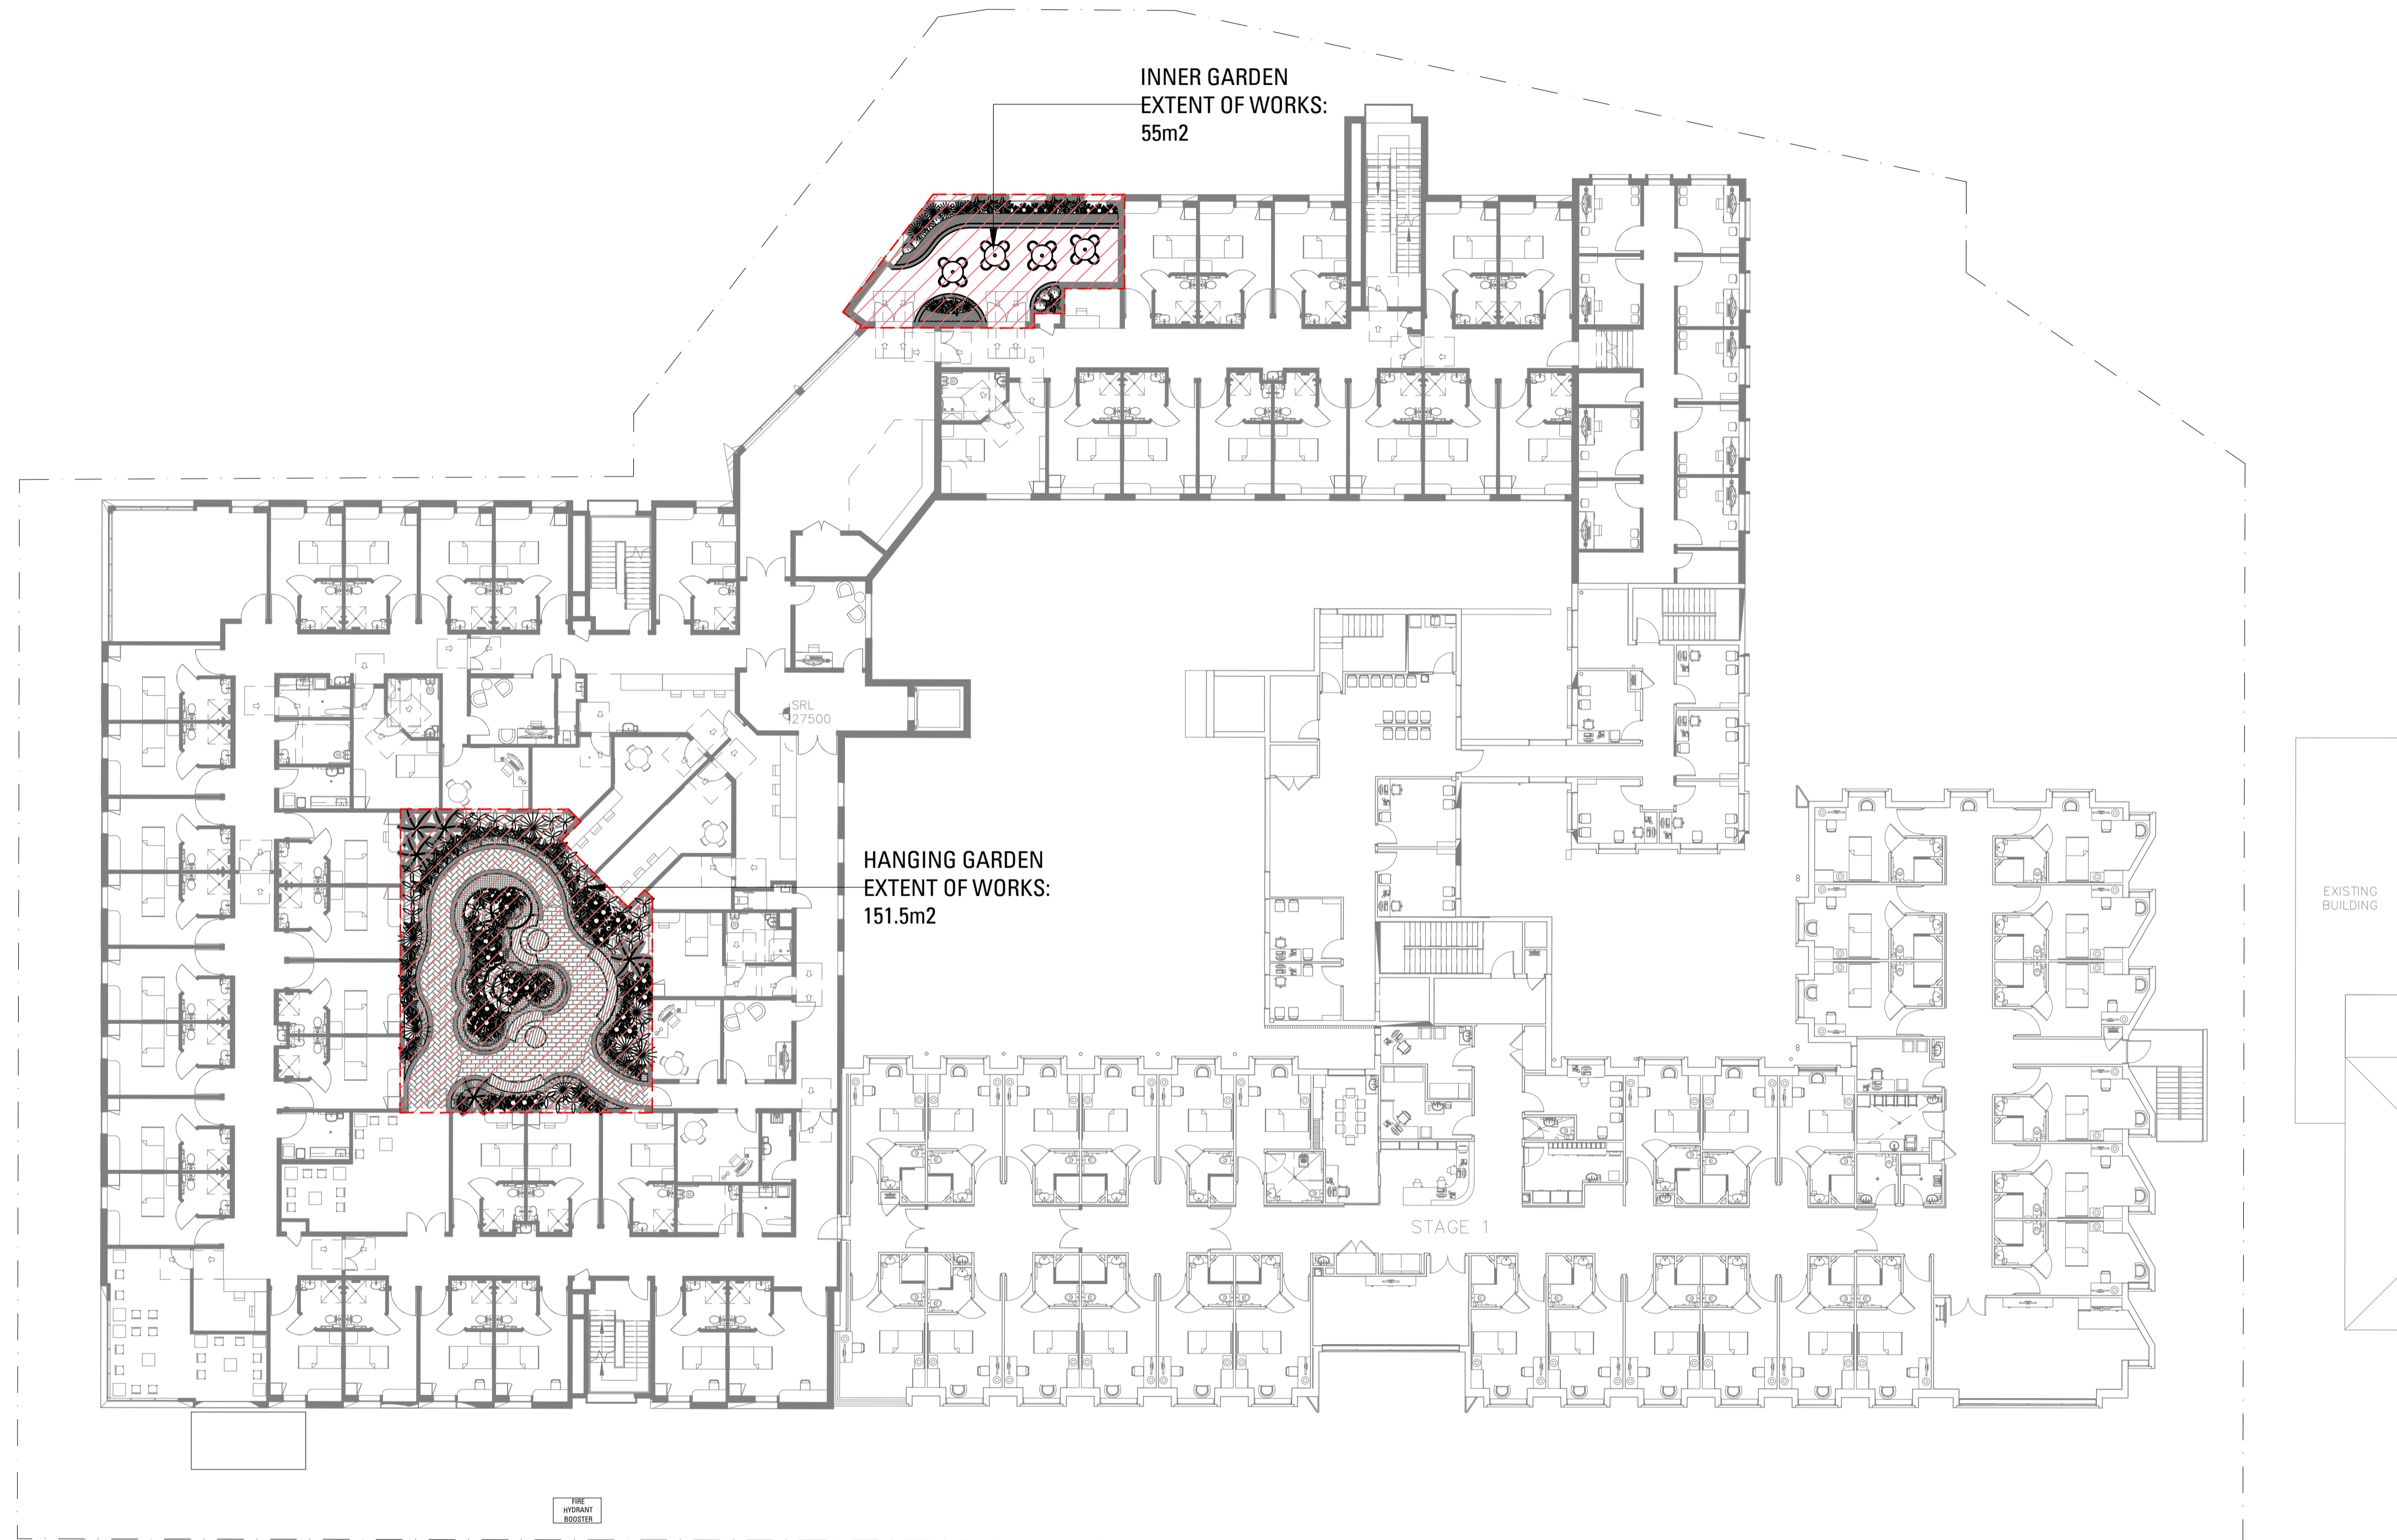 INNER GARDEN
EXTENT OF WORKS:
55m2
SRL
27500
HANGING GARDEN
EXTENT OF WORKS:
151.5m2
EXISTING
BUILDING
STAGE 1
FIRE
HYDRANT
BOOSTER